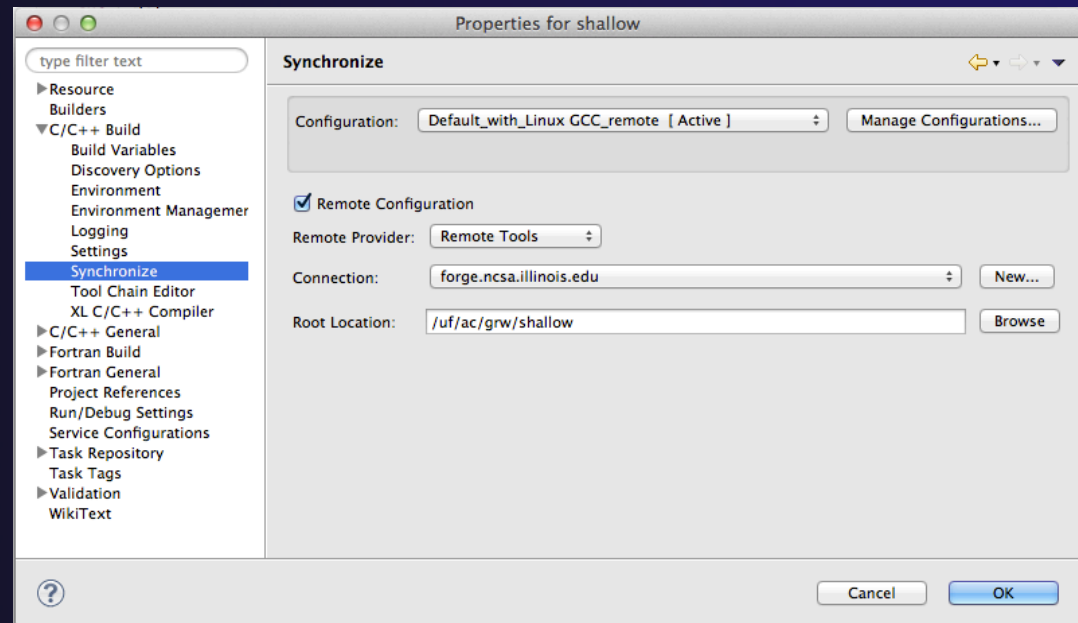 Properties for shallow
type filter text
Resource
Builders
C/C++ Build
Build Variables
Discovery Options
Environment
Environment Managemer
Logging
Settings
Synchronize
Tool Chain Editor
XL C/C++ Compiler
C/C++ General
Fortran Build
Fortran General
Project References
Run/Debug Settings
Service Configurations
Task Repository
Task Tags
Validation
WikiText
Synchronize
Configuration: Default_with_Linux GCC_remote [ Active ] Manage Configurations...
Remote Configuration
Remote Provider: Remote Tools
Connection: forge.ncsa.illinois.edu New...
Root Location: /uf/ac/grw/shallow Browse
? Cancel OK